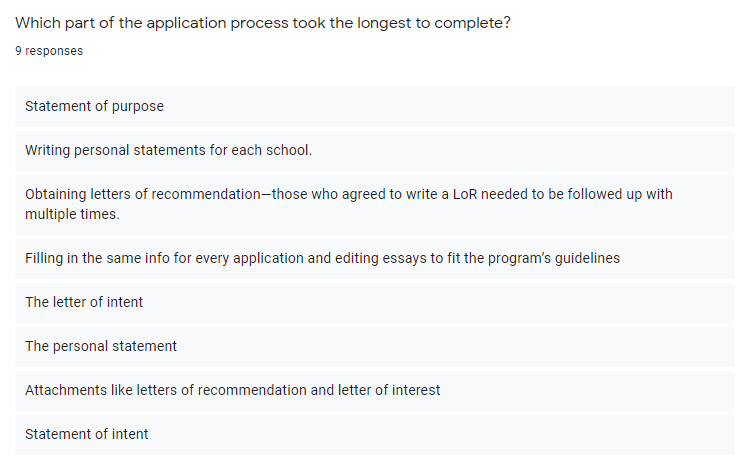 Which part of the application process took the longest to complete?
9 responses
Statement of purpose
Writing personal statements for each school.
Obtaining letters of recommendation—those who agreed to write a LoR needed to be followed up with
multiple times.
Filling in the same info for every application and editing essays to fit the program's guidelines
The letter of intent
The personal statement
Attachments like letters of recommendation and letter of interest
Statement of intent